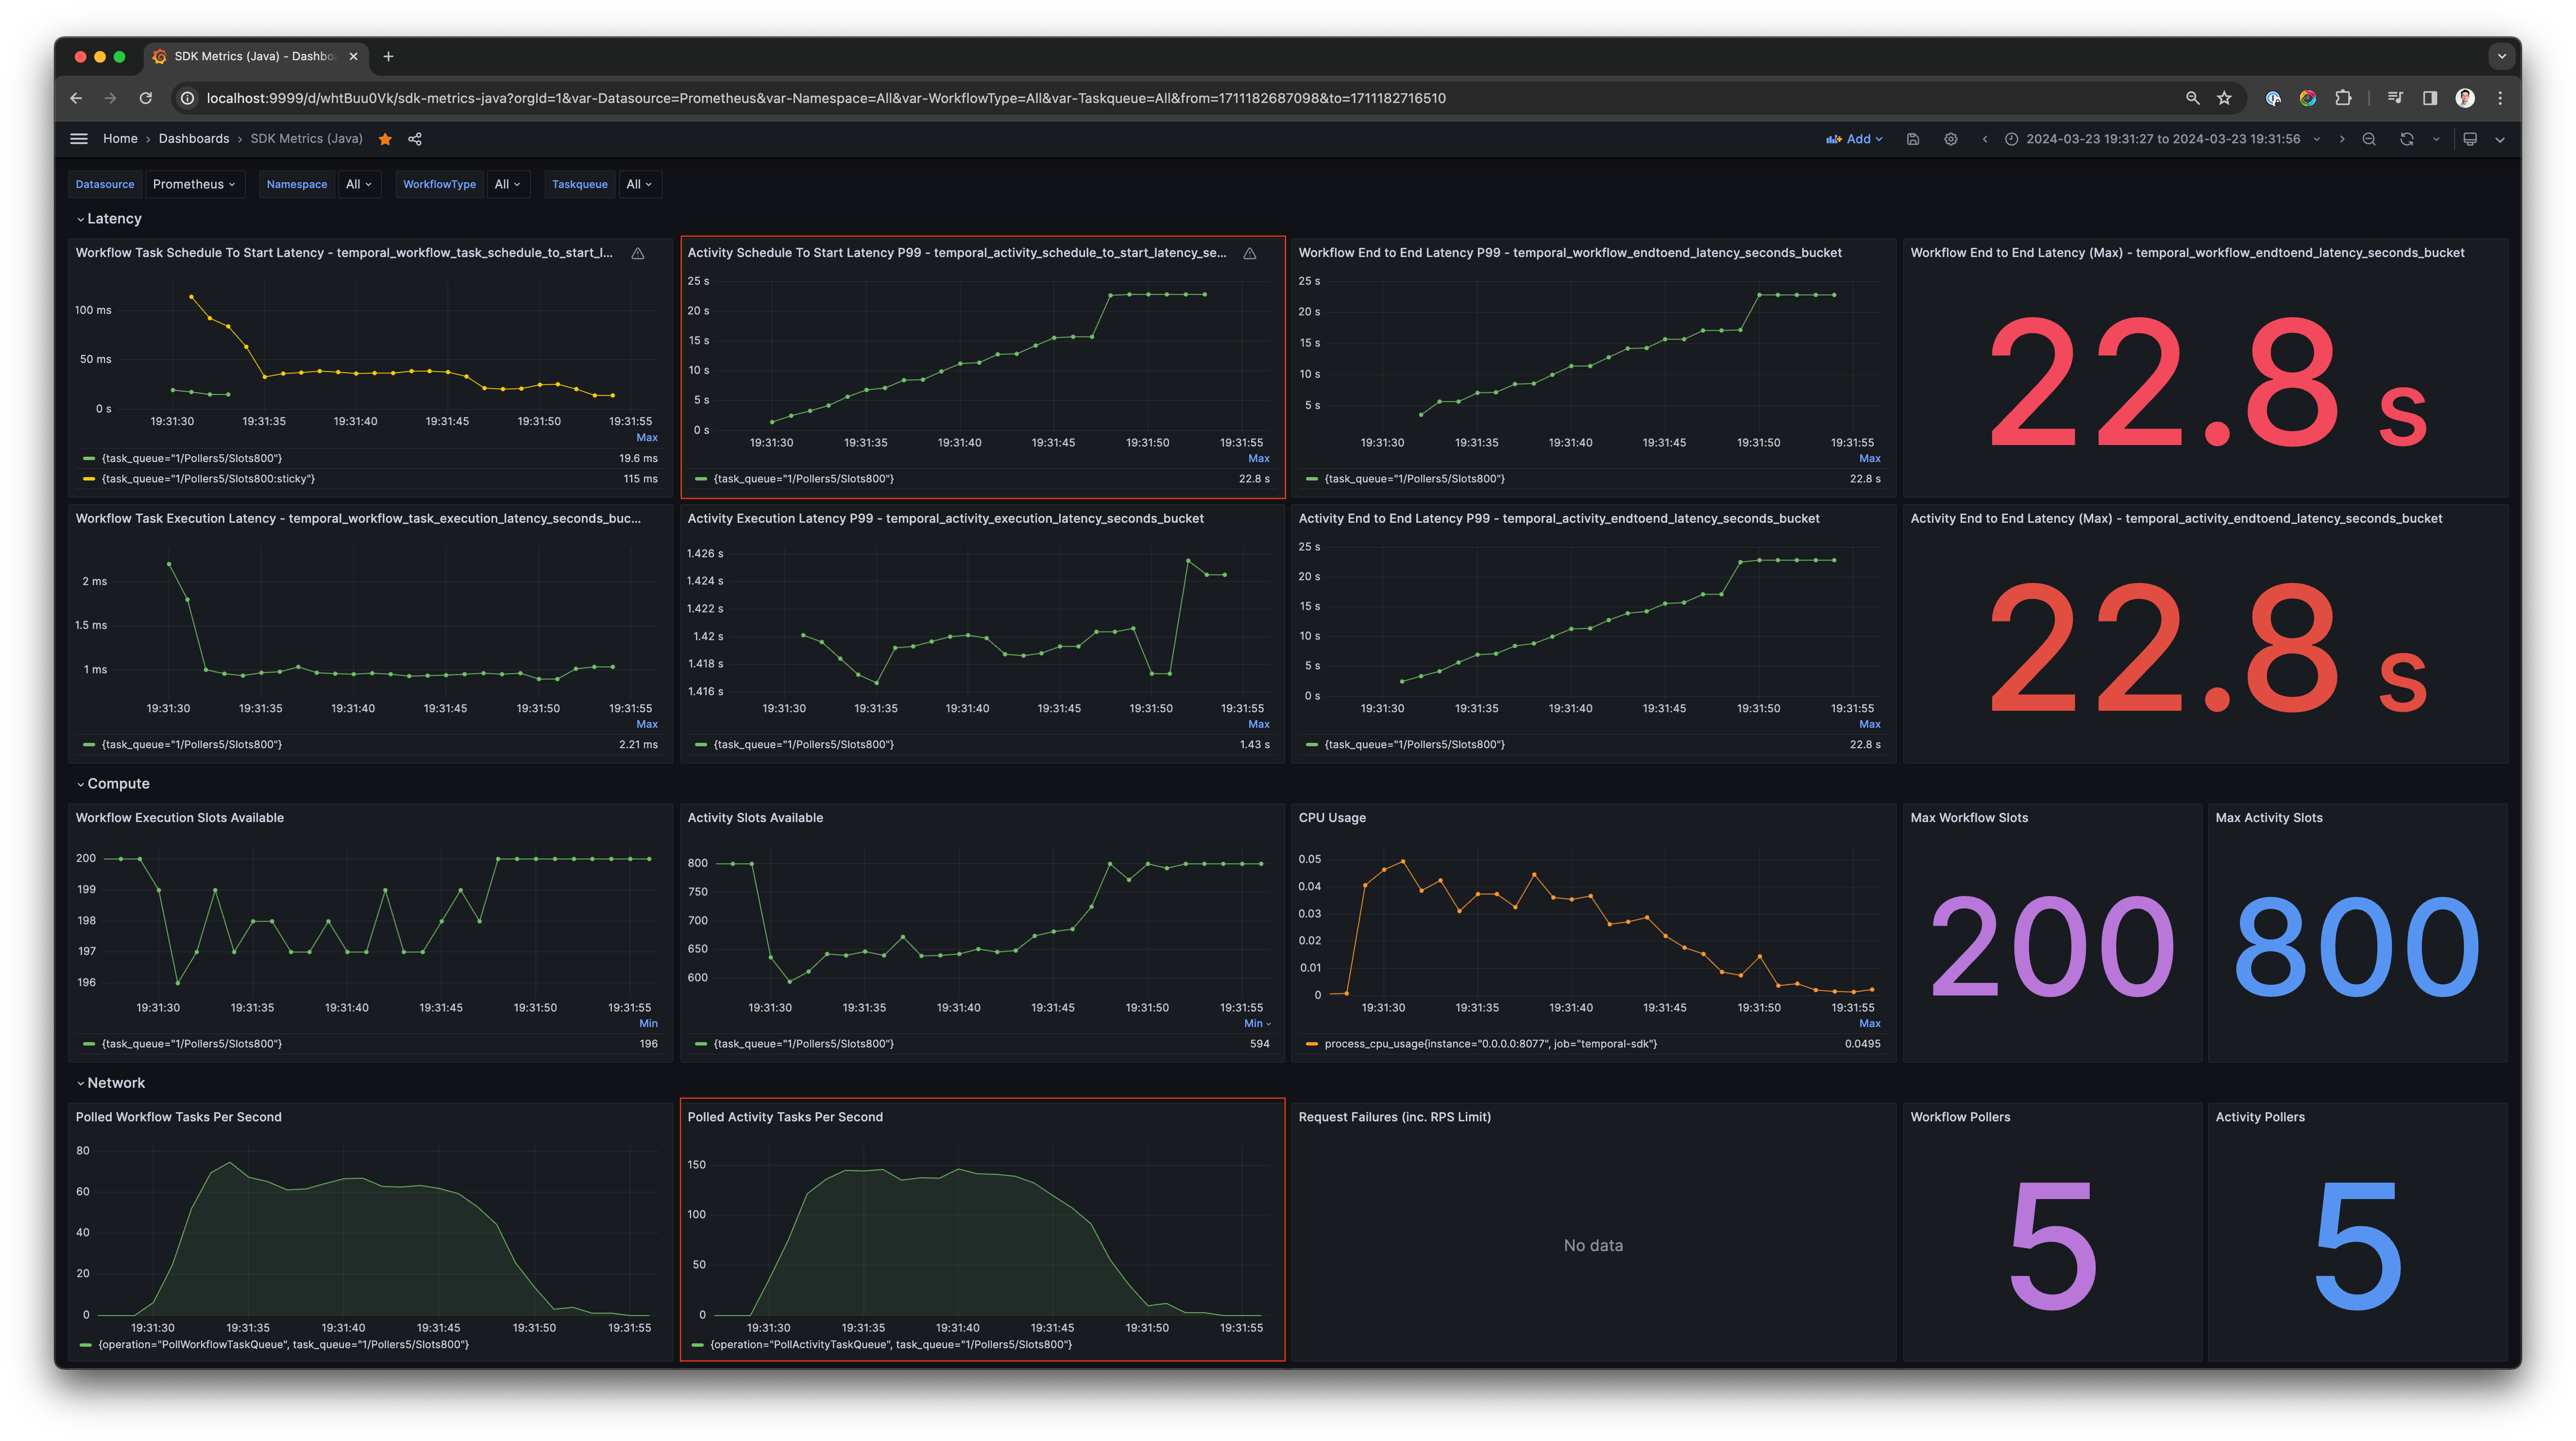 SDK Metrics (Java) - Dashbo
localhost:9999/d/whtBuu0Vk/sdk-metrics-java?orgId=1&var-Datasource=Prometheus&var-Namespace=All&var-WorkflowType=All&var-Taskqueue=All&from=1711182687098&to=1711182716510
Home › Dashboards › SDK Metrics (Java) Add 2024-03-23 19:31:27 to 2024-03-23 19:31:56
Datasource Prometheus Namespace All WorkflowType All Taskqueue All
Latency
Workflow Task Schedule To Start Latency - temporal_workflow_task_schedule_to_start_l...
100 ms
50 ms
0 s
19:31:30 19:31:35 19:31:40 19:31:45 19:31:50 19:31:55
Max
{task_queue="1/Pollers5/Slots800"} 19.6 ms
{task_queue="1/Pollers5/Slots800:sticky"} 115 ms
Activity Schedule To Start Latency P99 - temporal_activity_schedule_to_start_latency_se...
25 s
20 s
15 s
10 s
5 s
0 s
19:31:30 19:31:35 19:31:40 19:31:45 19:31:50 19:31:55
Max
{task_queue="1/Pollers5/Slots800"} 22.8 s
Workflow End to End Latency P99 - temporal_workflow_endtoend_latency_seconds_bucket
25 s
20 s
15 s
10 s
5 s
19:31:30 19:31:35 19:31:40 19:31:45 19:31:50 19:31:55
Max
{task_queue="1/Pollers5/Slots800"} 22.8 s
Workflow End to End Latency (Max) - temporal_workflow_endtoend_latency_seconds_bucket
22.8 s
Workflow Task Execution Latency - temporal_workflow_task_execution_latency_seconds_buc...
2 ms
1.5 ms
1 ms
19:31:30 19:31:35 19:31:40 19:31:45 19:31:50 19:31:55
Max
{task_queue="1/Pollers5/Slots800"} 2.21 ms
Activity Execution Latency P99 - temporal_activity_execution_latency_seconds_bucket
1.426 s
1.424 s
1.422 s
1.42 s
1.418 s
1.416 s
19:31:30 19:31:35 19:31:40 19:31:45 19:31:50 19:31:55
Max
{task_queue="1/Pollers5/Slots800"} 1.43 s
Activity End to End Latency P99 - temporal_activity_endtoend_latency_seconds_bucket
25 s
20 s
15 s
10 s
5 s
0 s
19:31:30 19:31:35 19:31:40 19:31:45 19:31:50 19:31:55
Max
{task_queue="1/Pollers5/Slots800"} 22.8 s
Activity End to End Latency (Max) - temporal_activity_endtoend_latency_seconds_bucket
22.8 s
Compute
Workflow Execution Slots Available
200
199
198
197
196
19:31:30 19:31:35 19:31:40 19:31:45 19:31:50 19:31:55
Min
{task_queue="1/Pollers5/Slots800"} 196
Activity Slots Available
800
750
700
650
600
19:31:30 19:31:35 19:31:40 19:31:45 19:31:50 19:31:55
Min
{task_queue="1/Pollers5/Slots800"} 594
CPU Usage
0.05
0.04
0.03
0.02
0.01
0
19:31:30 19:31:35 19:31:40 19:31:45 19:31:50 19:31:55
Max
process_cpu_usage{instance="0.0.0.0:8077", job="temporal-sdk"} 0.0495
Max Workflow Slots
200
Max Activity Slots
800
Network
Polled Workflow Tasks Per Second
80
60
40
20
0
19:31:30 19:31:35 19:31:40 19:31:45 19:31:50 19:31:55
{operation="PollWorkflowTaskQueue", task_queue="1/Pollers5/Slots800"}
Polled Activity Tasks Per Second
150
100
50
0
19:31:30 19:31:35 19:31:40 19:31:45 19:31:50 19:31:55
{operation="PollActivityTaskQueue", task_queue="1/Pollers5/Slots800"}
Request Failures (inc. RPS Limit)
No data
Workflow Pollers
5
Activity Pollers
5